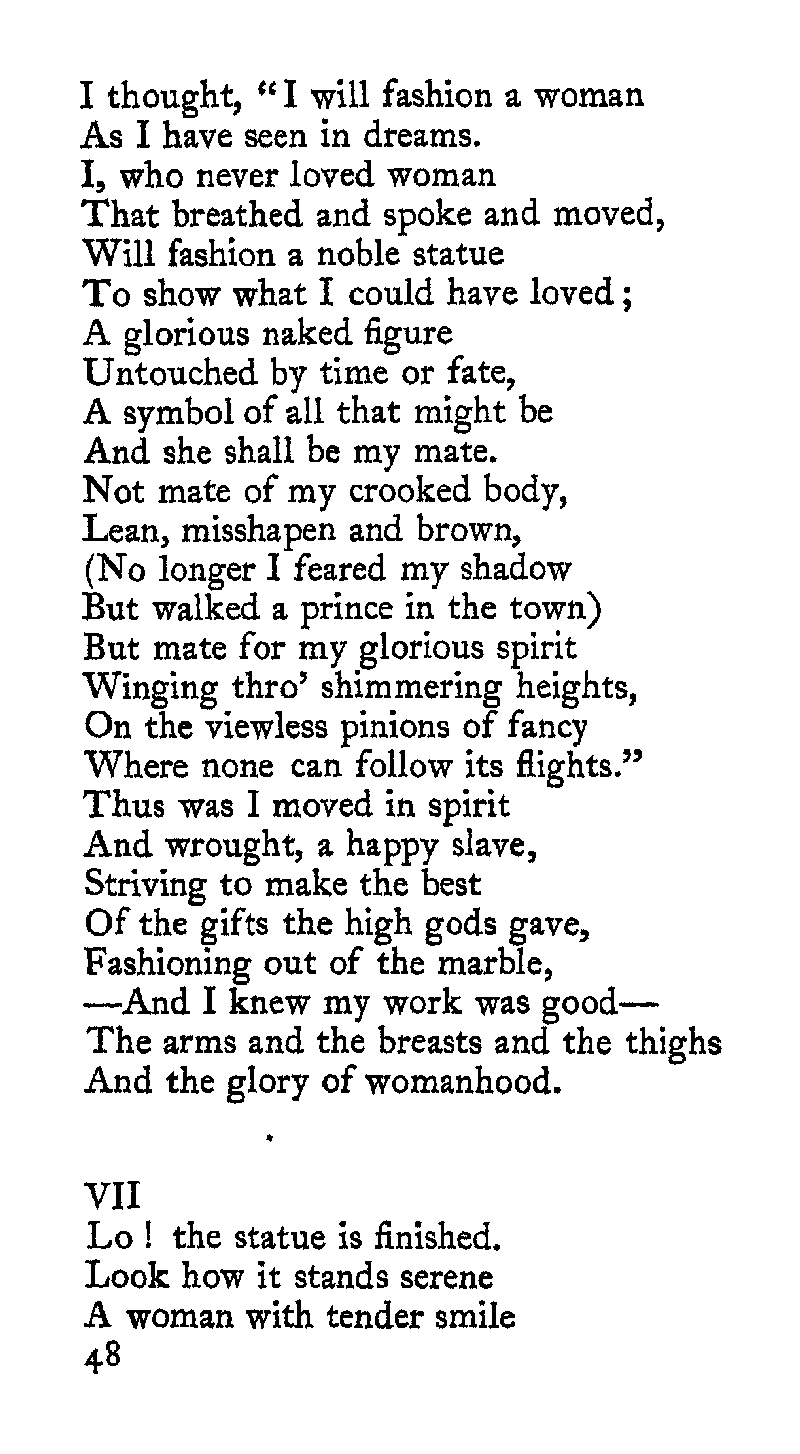 I thought, “I will fashion a woman
As I have seen in dreams.
I, who never loved woman
That breathed and spoke and moved,
Will fashion a noble statue
To show what I could have loved ;
A glorious naked figure
Untouched by time or fate,
A symbol of all that might be
And she shall be my mate.
Not mate of my crooked body,
Lean, misshapen and brown,
(No longer I feared my shadow
But walked a prince in the town)
But mate for my glorious spirit
Winging thro’ shimmering heights,
On the viewless pinions of fancy
Where none can follow its flights.”
Thus was I moved in spirit
And wrought, a happy slave,
Striving to make the best
Of the gifts the high gods gave,
Fashioning out of the marble,
—And I knew my work was good—
The arms and the breasts and the thighs
And the glory of womanhood.
VII
Lo ! the statue is finished.
Look how it stands serene
A woman with tender smile
48